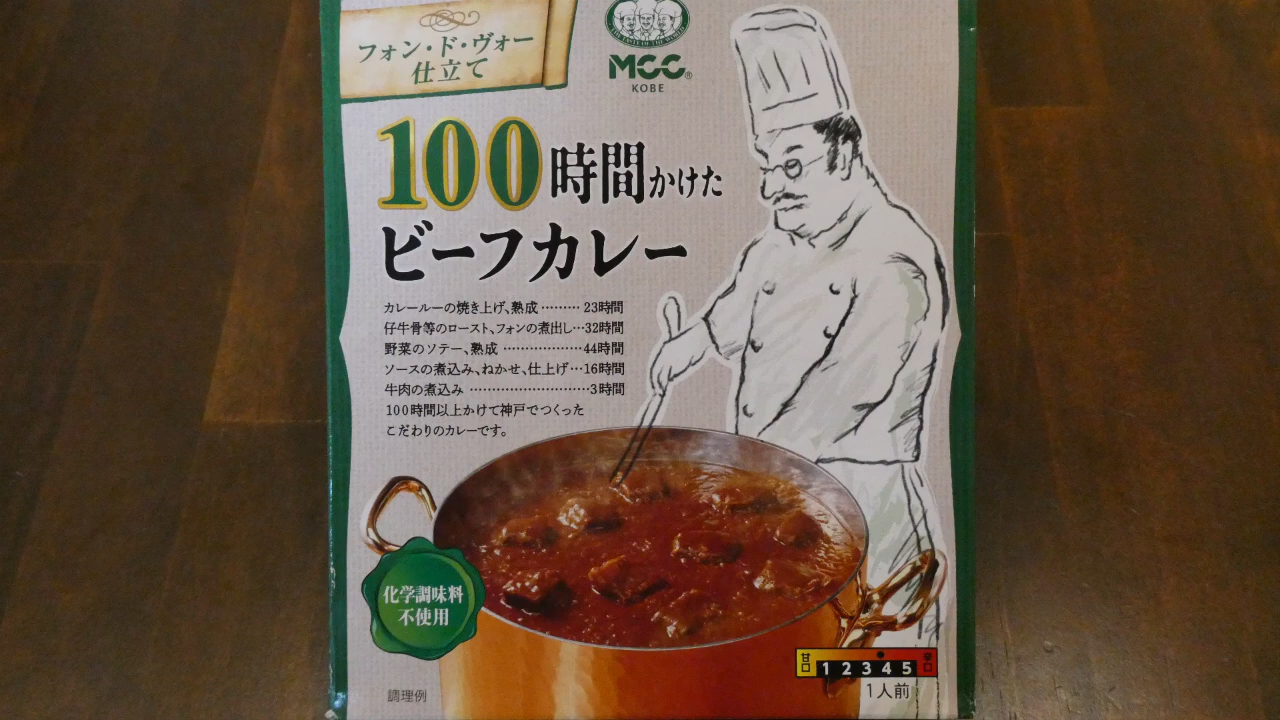 フォン・ド・ヴォー
仕立て
THE TASTE OF THE WORLD
MCC®
KOBE
100時間かけた
ビーフカレー
カレールーの焼き上げ、熟成………23時間
仔牛骨等のロースト、フォンの煮出し…32時間
野菜のソテー、熟成………………44時間
ソースの煮込み、ねかせ、仕上げ…16時間
牛肉の煮込み………………………3時間
100時間以上かけて神戸でつくった
こだわりのカレーです。
化学調味料
不使用
甘口 1 2 3 4 5 辛口
調理例
1人前